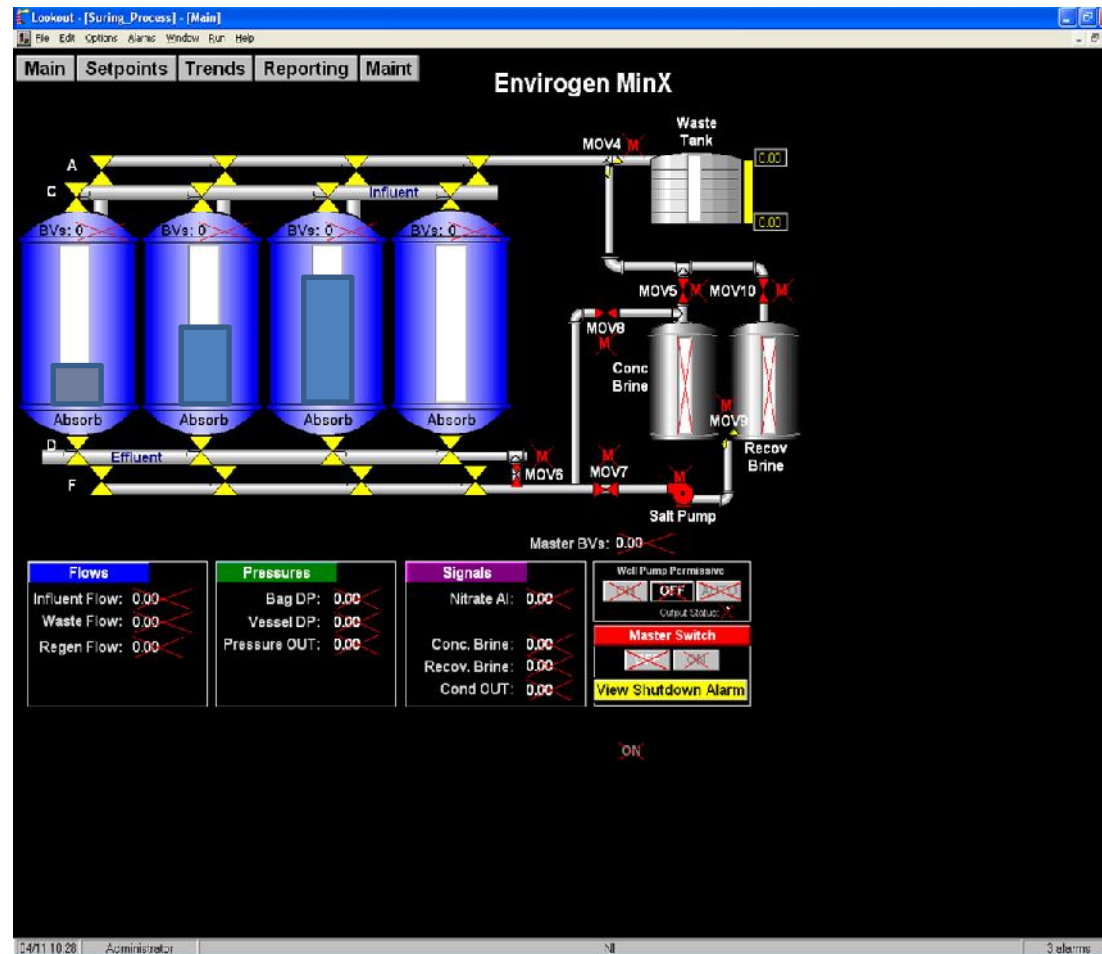 Lookout - [Suring_Process] - [Main]
File Edit Options Alarms Window Run Help
Main Setpoints Trends Reporting Maint
Envirogen MinX
Waste
Tank
MOV4 M
0.00
A
C
Influent
BVs: 0 BVs: 0 BVs: 0 BVs: 0
0.00
MOV5 M MOV10 M
MOV8
M
Conc
Brine
M
MOV9
Absorb Absorb Absorb Absorb
D
Effluent
Recov
Brine
M
MOV6
M
MOV7
M
F
Salt Pump
Master BVs: 0.00
Flows
Influent Flow: 0.00
Waste Flow: 0.00
Regen Flow: 0.00
Pressures
Bag DP: 0.00
Vessel DP: 0.00
Pressure OUT: 0.00
Signals
Nitrate AI: 0.00
Conc. Brine: 0.00
Recov. Brine: 0.00
Cond OUT: 0.00
Well Pump Permissive
ON OFF AUTO
Output Status:
Master Switch
OFF ON
View Shutdown Alarm
ON
04/11 10:28 Administrator 3 alarms